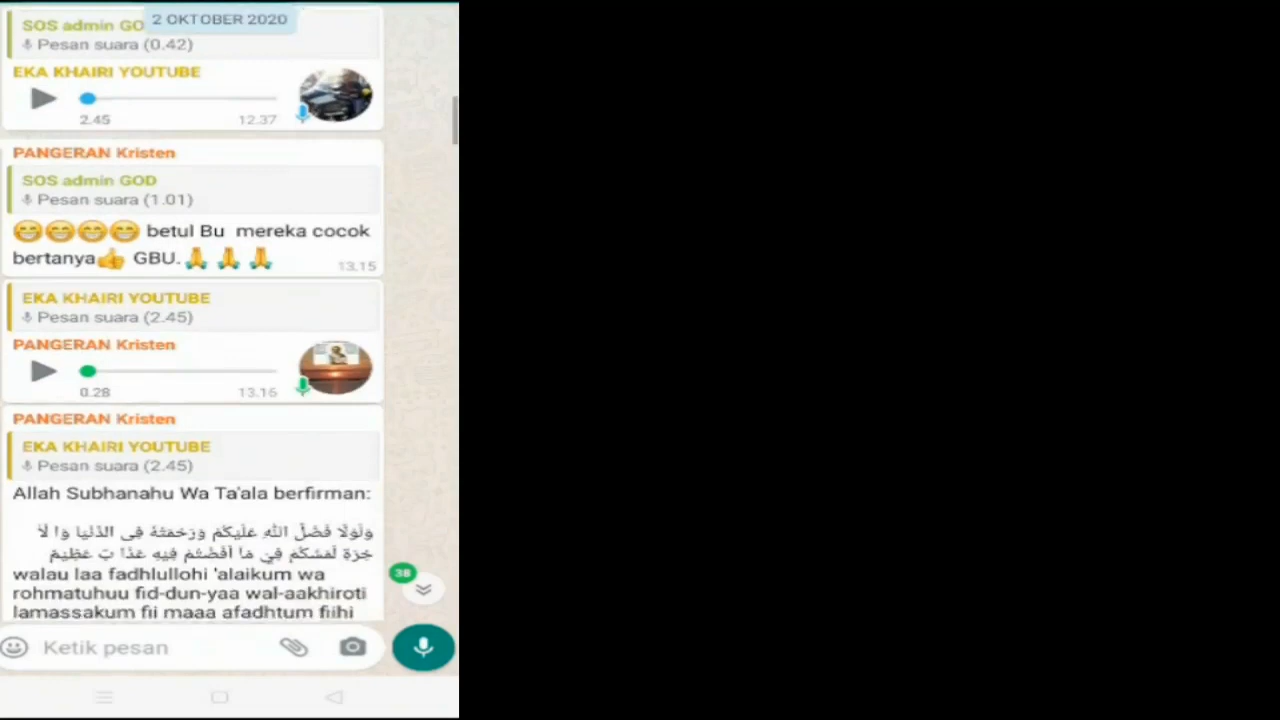 2 OKTOBER 2020
SOS admin GO
Pesan suara (0.42)
EKA KHAIRI YOUTUBE
2.45 12.37
PANGERAN Kristen
SOS admin GOD
Pesan suara (1.01)
😁😁😁😁 betul Bu mereka cocok
bertanya👍 GBU.🙏🙏🙏
13.15
EKA KHAIRI YOUTUBE
Pesan suara (2.45)
PANGERAN Kristen
0.28 13.16
PANGERAN Kristen
EKA KHAIRI YOUTUBE
Pesan suara (2.45)
Allah Subhanahu Wa Ta'ala berfirman:
وَلَوْلَا فَضْلُ اللّٰهِ عَلَيْكُمْ وَرَحْمَتُهٗ فِى الدُّنْيَا وَا لْاٰ
خِرَةِ لَمَسَّكُمْ فِيْ مَاۤ اَفَضْتُمْ فِيْهِ عَذَا بٌ عَظِيْمٌ
walau laa fadhlullohi 'alaikum wa
rohmatuhuu fid-dun-yaa wal-aakhiroti
lamassakum fii maaa afadhtum fiihi
38
Ketik pesan